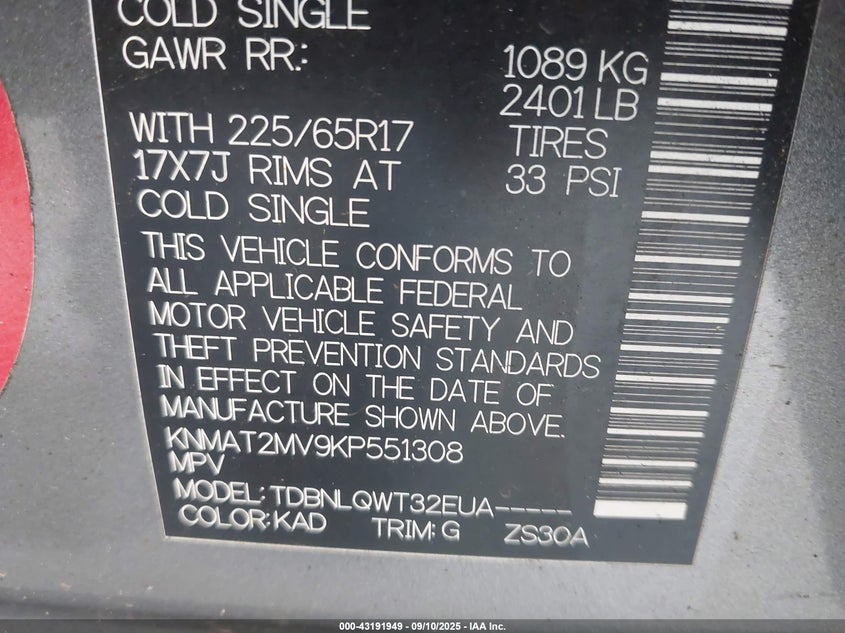 COLD SINGLE
GAWR RR.: 1089 KG
2401 LB
WITH 225/65R17 TIRES
17X7J RIMS AT 33 PSI
COLD SINGLE
THIS VEHICLE CONFORMS TO
ALL APPLICABLE FEDERAL
MOTOR VEHICLE SAFETY AND
THEFT PREVENTION STANDARDS
IN EFFECT ON THE DATE OF
MANUFACTURE SHOWN ABOVE.
KNMAT2MV9KP551308
MPV
MODEL: TDBNLQWT32EUA-----
COLOR: KAD TRIM: G ZS30A
000-43191949 - 09/10/2025 - IAA Inc.